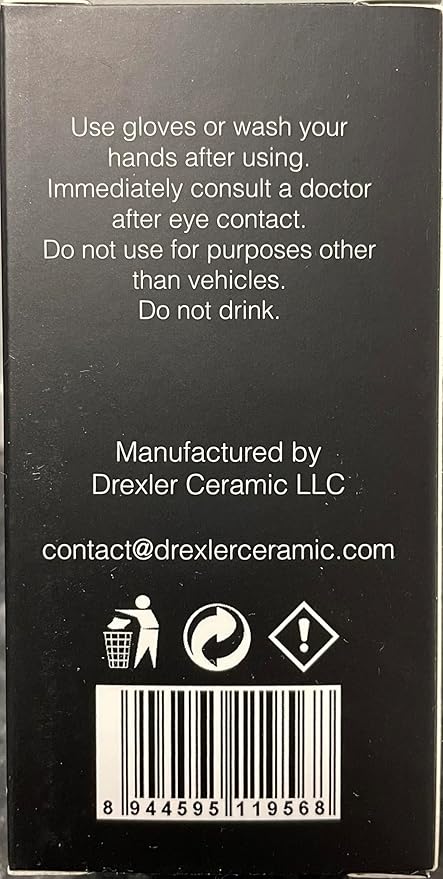 Use gloves or wash your
hands after using.
Immediately consult a doctor
after eye contact.
Do not use for purposes other
than vehicles.
Do not drink.
Manufactured by
Drexler Ceramic LLC
contact@drexlerceramic.com
8 944595 119568